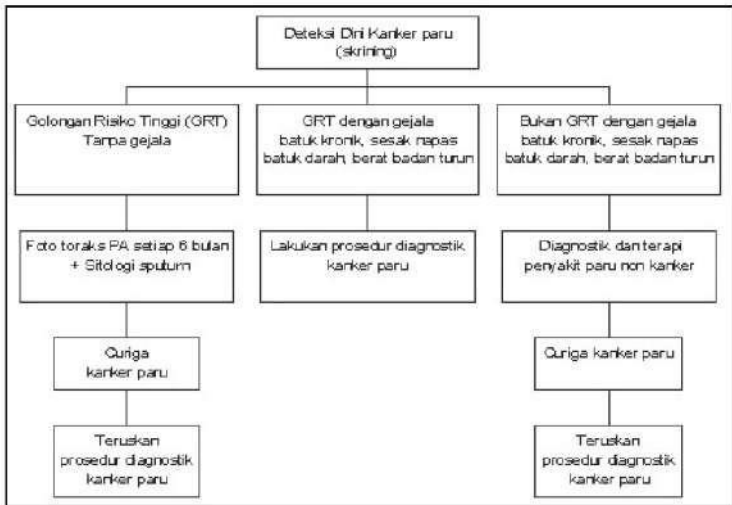 Deteksi Dini Kanker paru
(skrining)
Golongan Risiko Tinggi (GRT)
Tanpa gejala
GRT dengan gejala
batuk kronik, sesak napas
batuk darah, berat badan turun
Bukan GRT dengan gejala
batuk kronik, sesak napas
batuk darah, berat badan turun
Foto toraks PA setiap 6 bulan
+ Sitologi sputum
Lakukan prosedur diagnostik
kanker paru
Diagnostik dan terapi
penyakit paru non kanker
Curiga
kanker paru
Curiga kanker paru
Teruskan
prosedur diagnostik
kanker paru
Teruskan
prosedur diagnostik
kanker paru